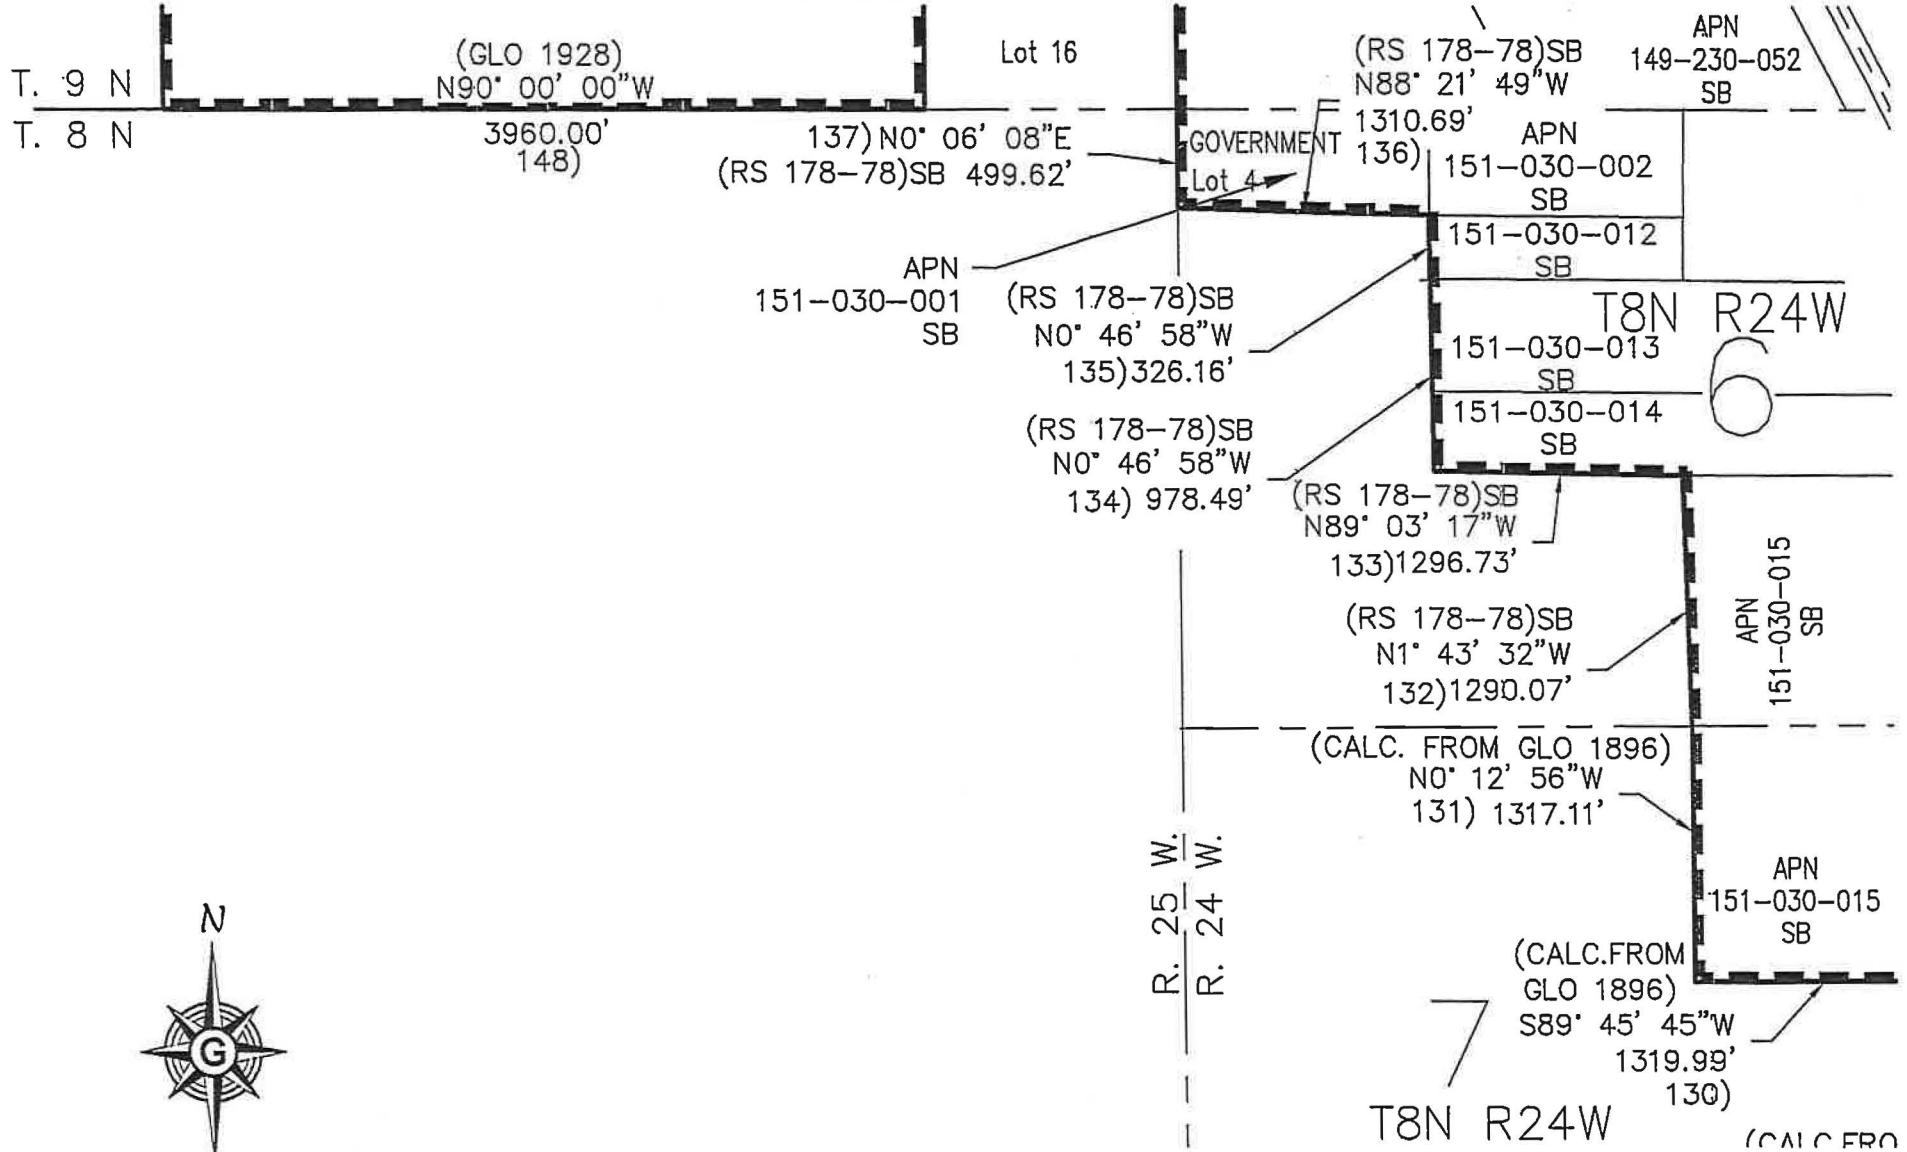 T. 9 N
T. 8 N
(GLO 1928)
N90° 00' 00"W
3960.00'
148)
Lot 16
137) N0° 06' 08"E
(RS 178-78)SB 499.62'
GOVERNMENT
Lot 4
(RS 178-78)SB
N88° 21' 49"W
1310.69'
136)
APN
149-230-052
SB
APN
151-030-002
SB
151-030-012
SB
APN
151-030-001
SB
(RS 178-78)SB
N0° 46' 58"W
135)326.16'
T8N R24W
6
151-030-013
SB
151-030-014
SB
(RS 178-78)SB
N0° 46' 58"W
134) 978.49'
(RS 178-78)SB
N89° 03' 17"W
133)1296.73'
APN
151-030-015
SB
(RS 178-78)SB
N1° 43' 32"W
132)1290.07'
(CALC. FROM GLO 1896)
N0° 12' 56"W
131) 1317.11'
R. 25 W.
R. 24 W.
APN
151-030-015
SB
(CALC.FROM
GLO 1896)
S89° 45' 45"W
1319.99'
130)
7
T8N R24W
N
G